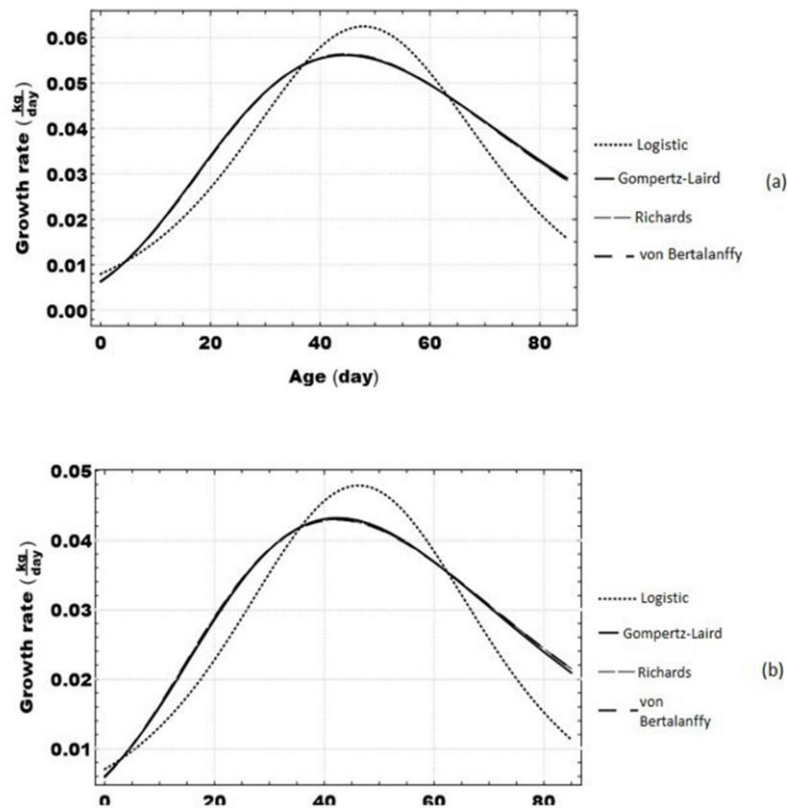 0.06
0.05
0.04
0.03
0.02
0.01
0.00
Growth rate (kg/day)
0 20 40 60 80
Age (day)
Logistic
Gompertz-Laird
Richards
von Bertalanffy
(a)
0.05
0.04
0.03
0.02
0.01
Growth rate (kg/day)
0 20 40 60 80
Logistic
Gompertz-Laird
Richards
von
Bertalanffy
(b)